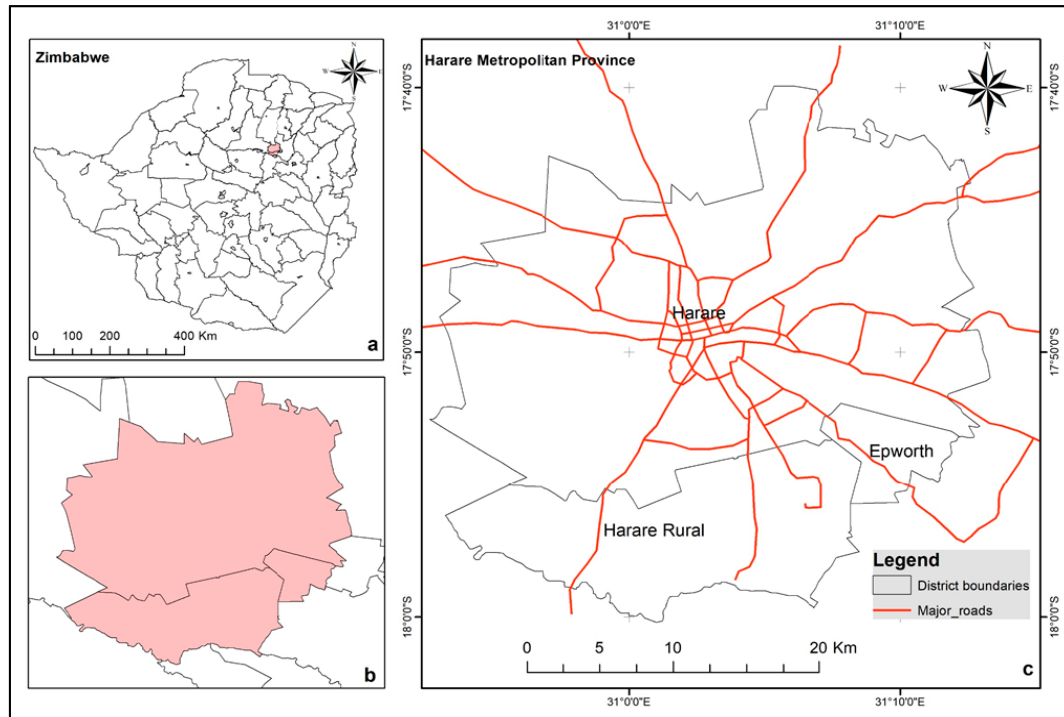 Zimbabwe
N
W E
S
0 100 200 400 Km
a
b
31°0'0"E 31°10'0"E
Harare Metropolitan Province
N
W E
S
17°40'0"S 17°40'0"S
Harare
17°50'0"S 17°50'0"S
Epworth
Harare Rural
Legend
District boundaries
Major_roads
18°0'0"S 18°0'0"S
0 5 10 20 Km
c
31°0'0"E 31°10'0"E